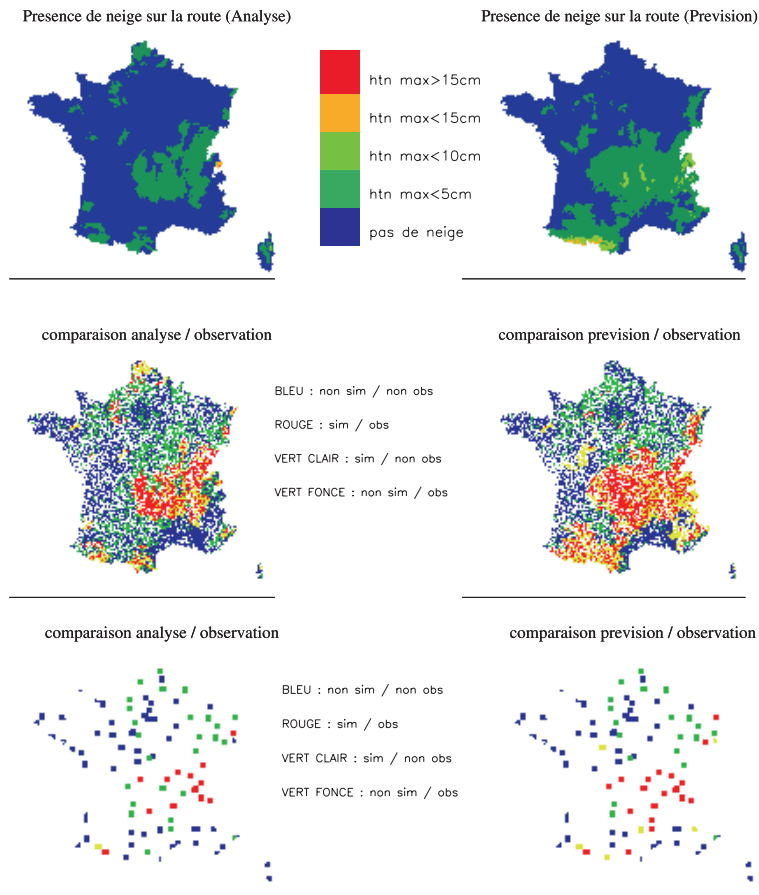 Presence de neige sur la route (Analyse)
Presence de neige sur la route (Prevision)
htn max>15cm
htn max<15cm
htn max<10cm
htn max<5cm
pas de neige
comparaison analyse / observation
comparaison prevision / observation
BLEU : non sim / non obs
ROUGE : sim / obs
VERT CLAIR : sim / non obs
VERT FONCE : non sim / obs
comparaison analyse / observation
comparaison prevision / observation
BLEU : non sim / non obs
ROUGE : sim / obs
VERT CLAIR : sim / non obs
VERT FONCE : non sim / obs